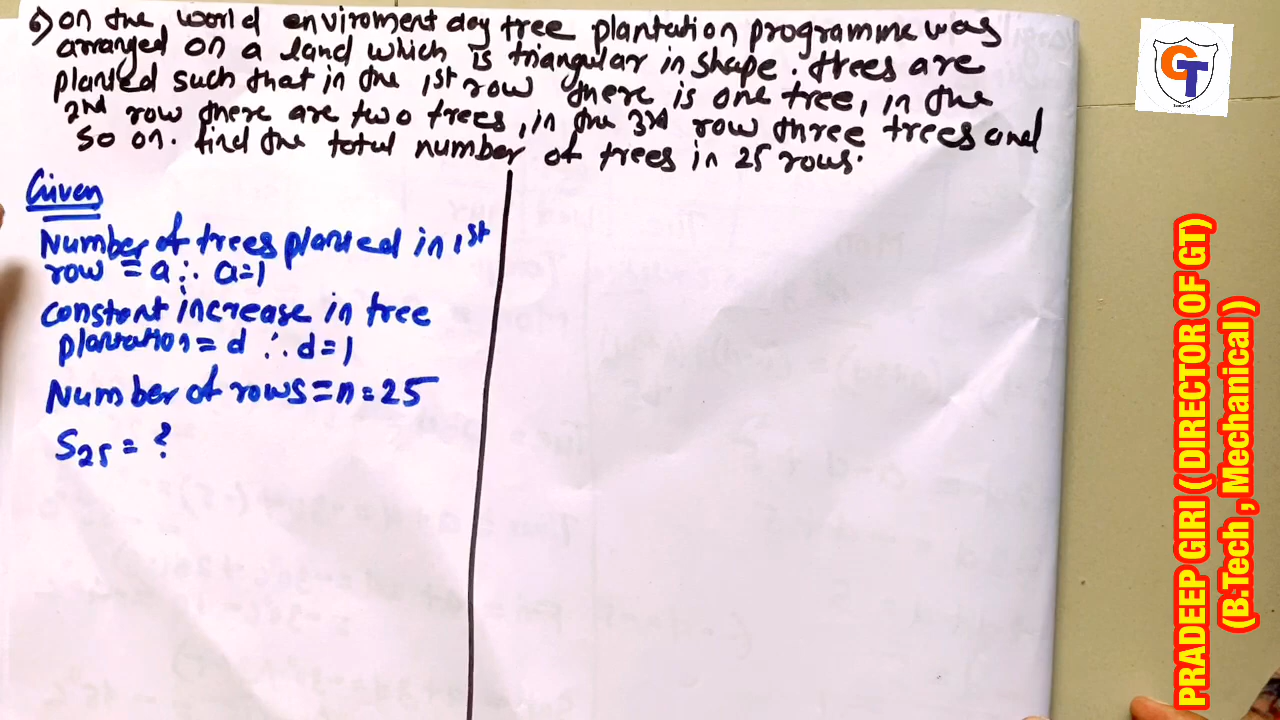 6) on the world enviroment day tree plantation programme was
arranged on a land which is triangular in shape. trees are
planted such that in the 1st row there is one tree, in the
2nd row there are two trees, in the 3rd row three trees and
so on. find the total number of trees in 25 rows.
Given
Number of trees planted in 1st
row = a ∴ a=1
constant increase in tree
plantation = d ∴ d=1
Number of rows = n = 25
S25 = ?
GT
PRADEEP GIRI ( DIRECTOR OF GT)
(B.Tech , Mechanical )